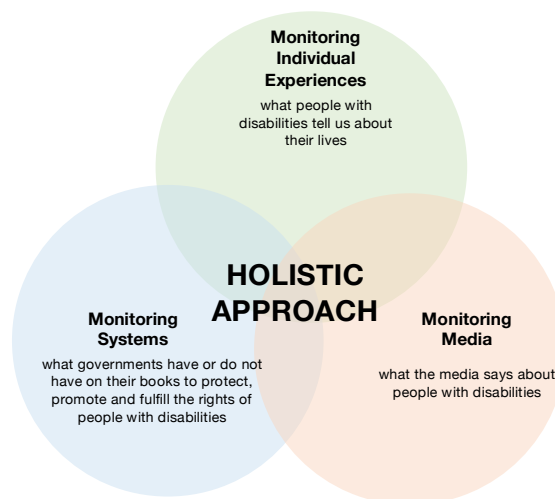 Monitoring
Individual
Experiences
what people with
disabilities tell us about
their lives
HOLISTIC
APPROACH
Monitoring
Systems
what governments have or do not
have on their books to protect,
promote and fulfill the rights of
people with disabilities
Monitoring
Media
what the media says about
people with disabilities